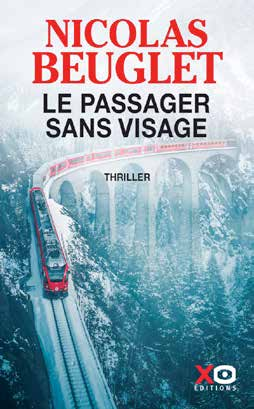 NICOLAS
BEUGLET
LE PASSAGER
SANS VISAGE
THRILLER
XO
EDITIONS